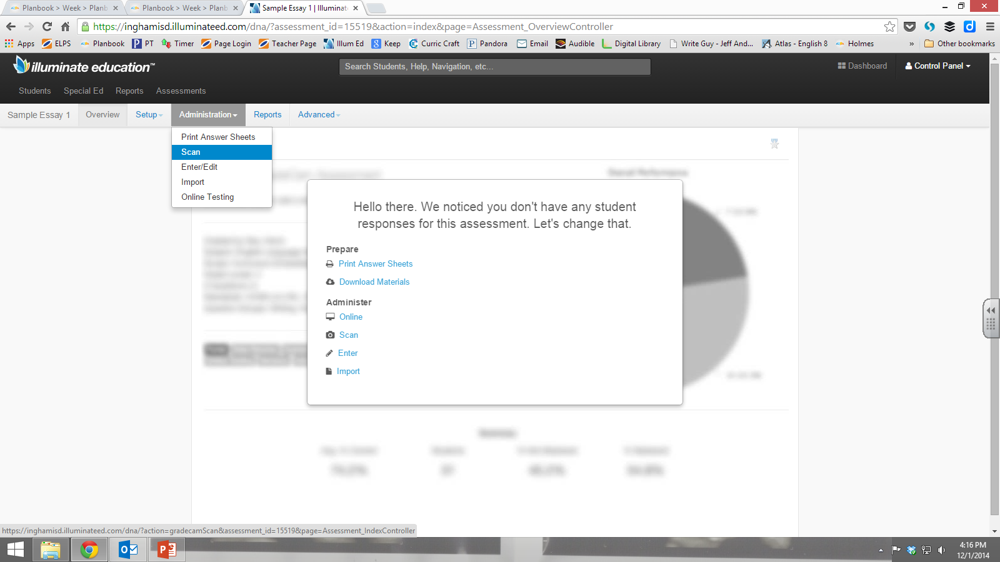 Planbook > Week > Planb
Planbook > Week > Planb
Sample Essay 1 | Illuminat
https://inghamisd.illuminateed.com/dna/?assessment_id=15519&action=index&page=Assessment_OverviewController
Apps ELPS Planbook PT Timer Page Login Teacher Page Illum Ed Keep Curric Craft Pandora Email Audible Digital Library Write Guy - Jeff And... Atlas - English 8 Holmes » Other bookmarks
illuminate education™
Search Students, Help, Navigation, etc...
Dashboard
Control Panel
Students Special Ed Reports Assessments
Sample Essay 1 Overview Setup Administration Reports Advanced
Print Answer Sheets
Scan
Enter/Edit
Import
Online Testing
Hello there. We noticed you don't have any student
responses for this assessment. Let's change that.
Prepare
Print Answer Sheets
Download Materials
Administer
Online
Scan
Enter
Import
https://inghamisd.illuminateed.com/dna/?action=gradecamScan&assessment_id=15519&page=Assessment_IndexController
4:16 PM
12/1/2014